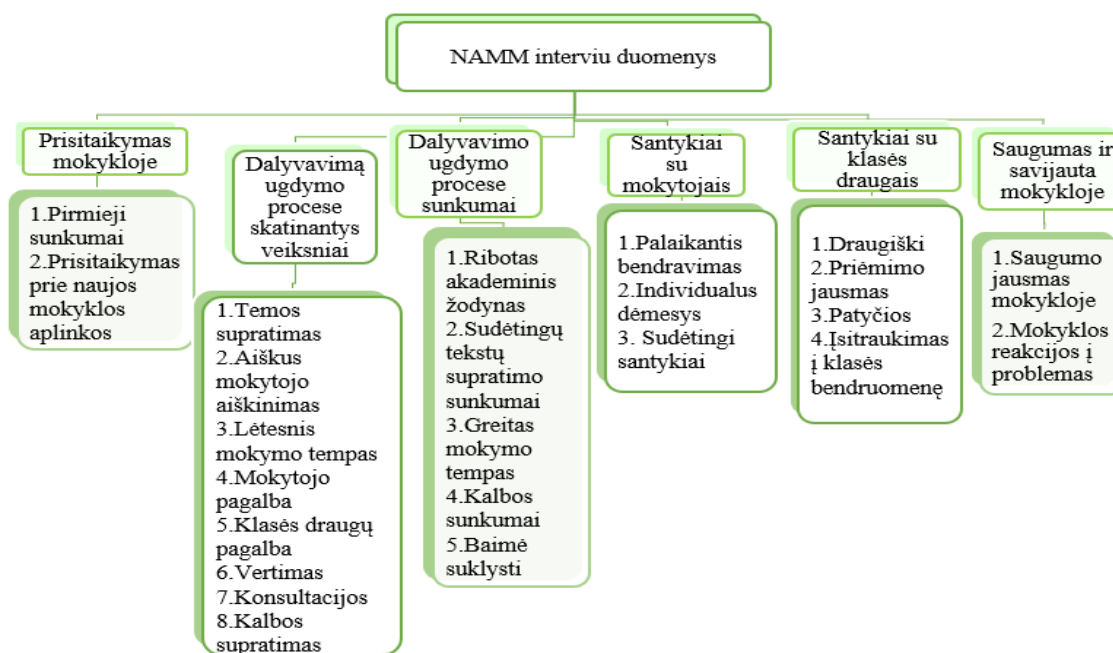 NAMM interviu duomenys
Prisitaikymas
mokykloje
1.Pirmieji
sunkumai
2.Prisitaikymas
prie naujos
mokyklos
aplinkos
Dalyvavimą
ugdymo
procese
skatinantys
veiksniai
1.Temos
supratimas
2.Aiškus
mokytojo
aiškinimas
3.Lėtesnis
mokymo tempas
4.Mokytojo
pagalba
5.Klasės draugų
pagalba
6.Vertimas
7.Konsultacijos
8.Kalbos
supratimas
Dalyvavimo
ugdymo
procese
sunkumai
1.Ribotas
akademinis
žodynas
2.Sudėtingų
tekstų
supratimo
sunkumai
3.Greitas
mokymo
tempas
4.Kalbos
sunkumai
5.Baimė
suklysti
Santykiai
su
mokytojais
1.Palaikantis
bendravimas
2.Individualus
dėmesys
3. Sudėtingi
santykiai
Santykiai su
klasės
draugais
1.Draugiški
2.Priėmimo
jausmas
3.Patyčios
4.Įsitraukimas
į klasės
bendruomenę
Saugumas ir
savijauta
mokykloje
1.Saugumo
jausmas
mokykloje
2.Mokyklos
reakcijos į
problemas